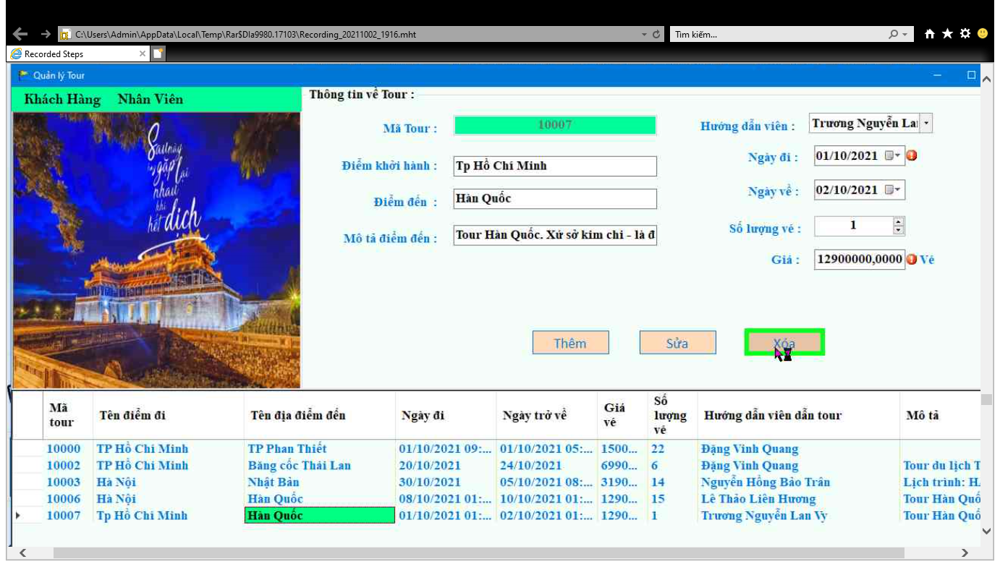 C:\Users\Admin\AppData\Local\Temp\Rar$DIa9980.17103\Recording_20211002_1916.mht
Tìm kiếm...
Recorded Steps
Quản lý Tour
Khách Hàng Nhân Viên
Thông tin về Tour :
Mã Tour : 10007
Hướng dẫn viên : Trương Nguyễn La
Điểm khởi hành : Tp Hồ Chí Minh
Ngày đi : 01/10/2021
Điểm đến : Hàn Quốc
Ngày về : 02/10/2021
Mô tả điểm đến : Tour Hàn Quốc. Xứ sở kim chi - là đ
Số lượng vé : 1
Giá : 12900000,0000 Vé
Sau này
gặp lại
nhau
khi
hết dịch
Thêm Sửa Xóa
Mã tour Tên điểm đi Tên địa điểm đến Ngày đi Ngày trở về Giá vé Số lượng vé Hướng dẫn viên dẫn tour Mô tả
10000 TP Hồ Chí Minh TP Phan Thiết 01/10/2021 09:... 01/10/2021 05:... 1500... 22 Đặng Vinh Quang
10002 TP Hồ Chí Minh Băng cốc Thái Lan 20/10/2021 24/10/2021 6990... 6 Đặng Vinh Quang Tour du lịch T
10003 Hà Nội Nhật Bản 30/10/2021 05/10/2021 08:... 3190... 14 Nguyễn Hồng Bảo Trân Lịch trình: H
10006 Hà Nội Hàn Quốc 08/10/2021 01:... 10/10/2021 01:... 1290... 15 Lê Thảo Liên Hương Tour Hàn Quố
10007 Tp Hồ Chí Minh Hàn Quốc 01/10/2021 01:... 02/10/2021 01:... 1290... 1 Trương Nguyễn Lan Vy Tour Hàn Quố